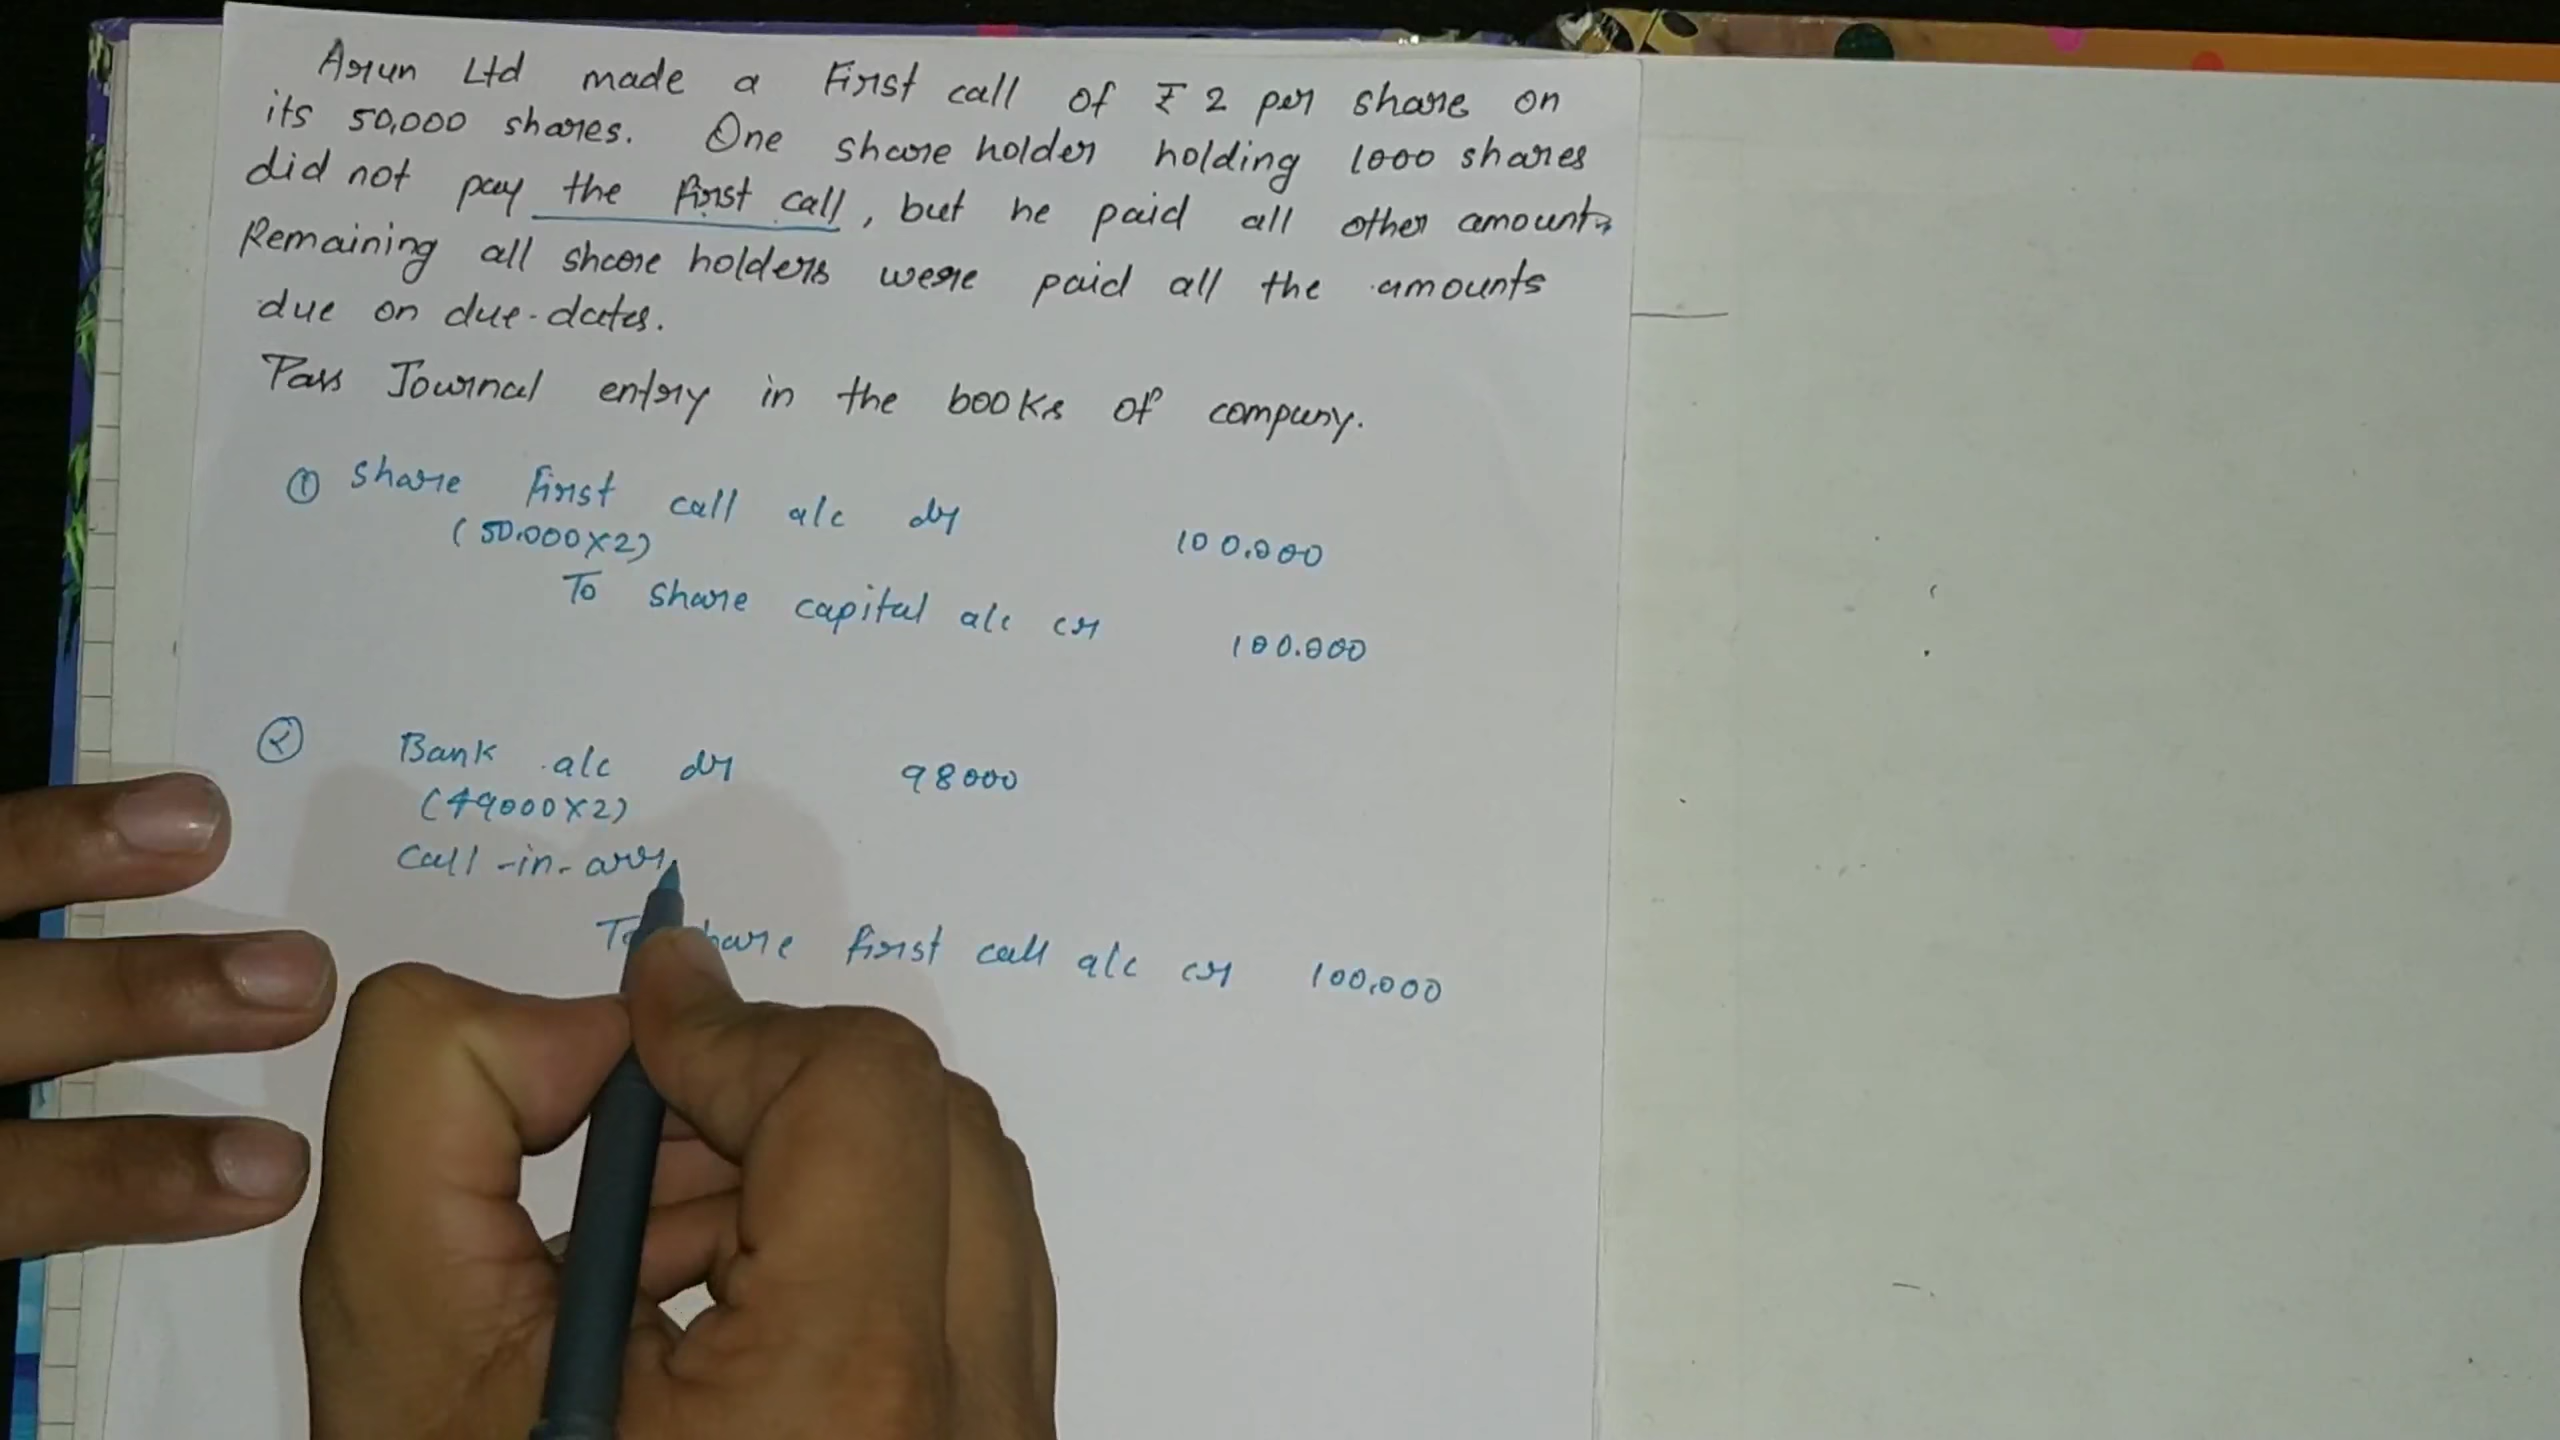 Arun Ltd made a First call of ₹ 2 per share on
its 50,000 shares. One share holder holding 1000 shares
did not pay the first call, but he paid all other amounts
Remaining all share holders were paid all the amounts
due on due-dates.
Pass Journal entry in the books of company.
① Share first call a/c dr
(50,000×2) 100,000
To share capital a/c cr 100,000
② Bank a/c dr 98000
(49000×2)
Call-in-arr
To share first call a/c cr 100,000